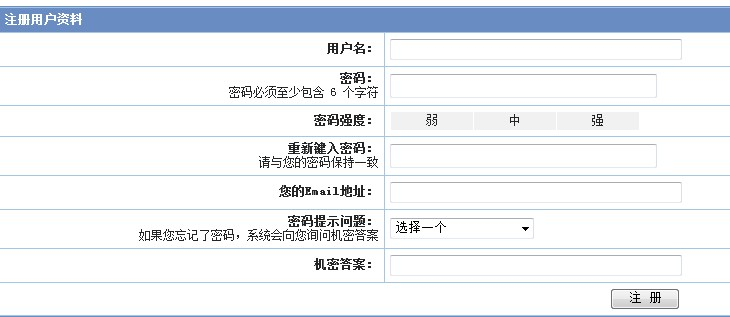 注册用户资料
用户名：
密码：
密码必须至少包含 6 个字符
密码强度： 弱 中 强
重新键入密码：
请与您的密码保持一致
您的Email地址：
密码提示问题：
如果您忘记了密码，系统会向您询问机密答案
选择一个
机密答案：
注 册